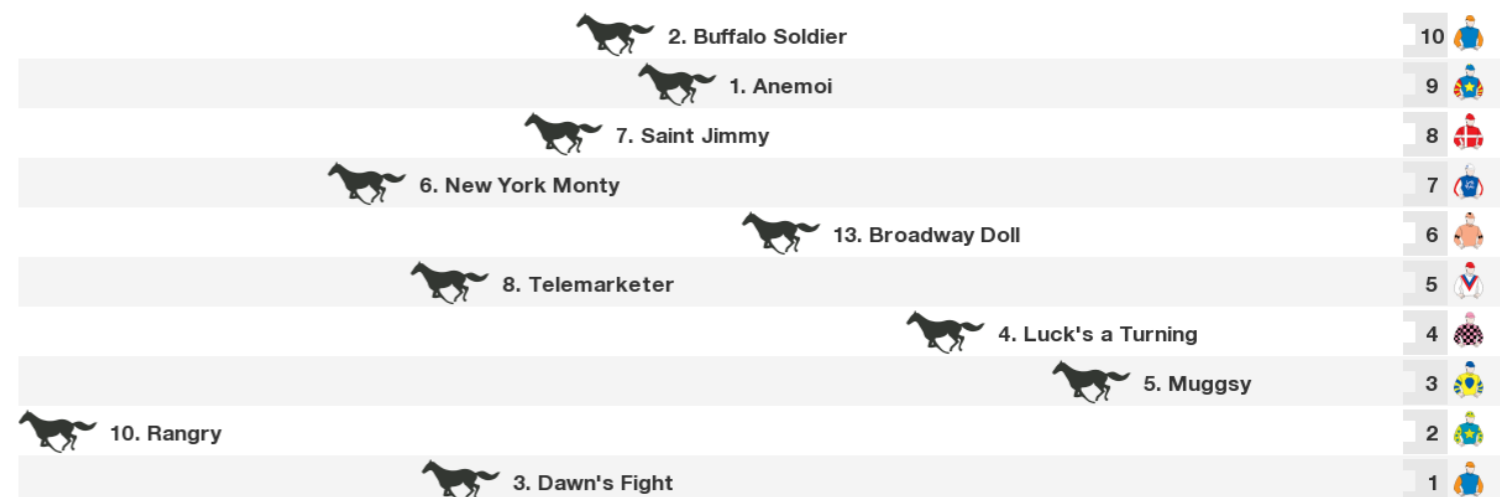 2. Buffalo Soldier 10
1. Anemoi 9
7. Saint Jimmy 8
6. New York Monty 7
13. Broadway Doll 6
8. Telemarketer 5
4. Luck's a Turning 4
5. Muggsy 3
10. Rangry 2
3. Dawn's Fight 1